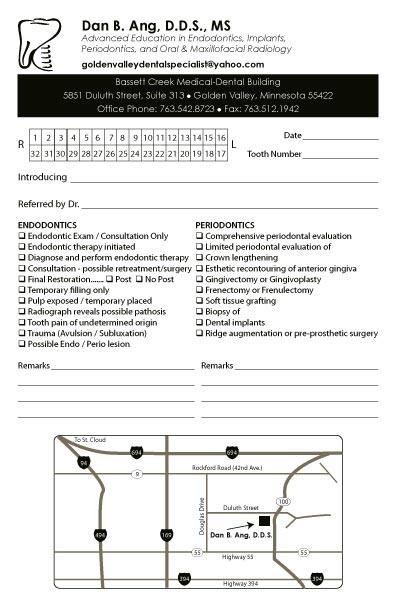 Dan B. Ang, D.D.S., MS
Advanced Education in Endodontics, Implants,
Periodontics, and Oral & Maxillofacial Radiology
goldenvalleydentalspecialist@yahoo.com
Bassett Creek Medical-Dental Building
5851 Duluth Street, Suite 313 • Golden Valley, Minnesota 55422
Office Phone: 763.542.8723 • Fax: 763.512.1942
R 1 2 3 4 5 6 7 8 9 10 11 12 13 14 15 16 L
32 31 30 29 28 27 26 25 24 23 22 21 20 19 18 17
Date
Tooth Number
Introducing
Referred by Dr.
ENDODONTICS
❏ Endodontic Exam / Consultation Only
❏ Endodontic therapy initiated
❏ Diagnose and perform endodontic therapy
❏ Consultation - possible retreatment/surgery
❏ Final Restoration...... ❏ Post ❏ No Post
❏ Temporary filling only
❏ Pulp exposed / temporary placed
❏ Radiograph reveals possible pathosis
❏ Tooth pain of undetermined origin
❏ Trauma (Avulsion / Subluxation)
❏ Possible Endo / Perio lesion
PERIODONTICS
❏ Comprehensive periodontal evaluation
❏ Limited periodontal evaluation of
❏ Crown lengthening
❏ Esthetic recontouring of anterior gingiva
❏ Gingivectomy or Gingivoplasty
❏ Frenectomy or Frenulectomy
❏ Soft tissue grafting
❏ Biopsy of
❏ Dental implants
❏ Ridge augmentation or pre-prosthetic surgery
Remarks
Remarks
To St. Cloud
694
694
94
9
Rockford Road (42nd Ave.)
100
Douglas Drive
Duluth Street
494
169
Dan B. Ang, D.D.S.
55
55
Highway 55
394
394
Highway 394